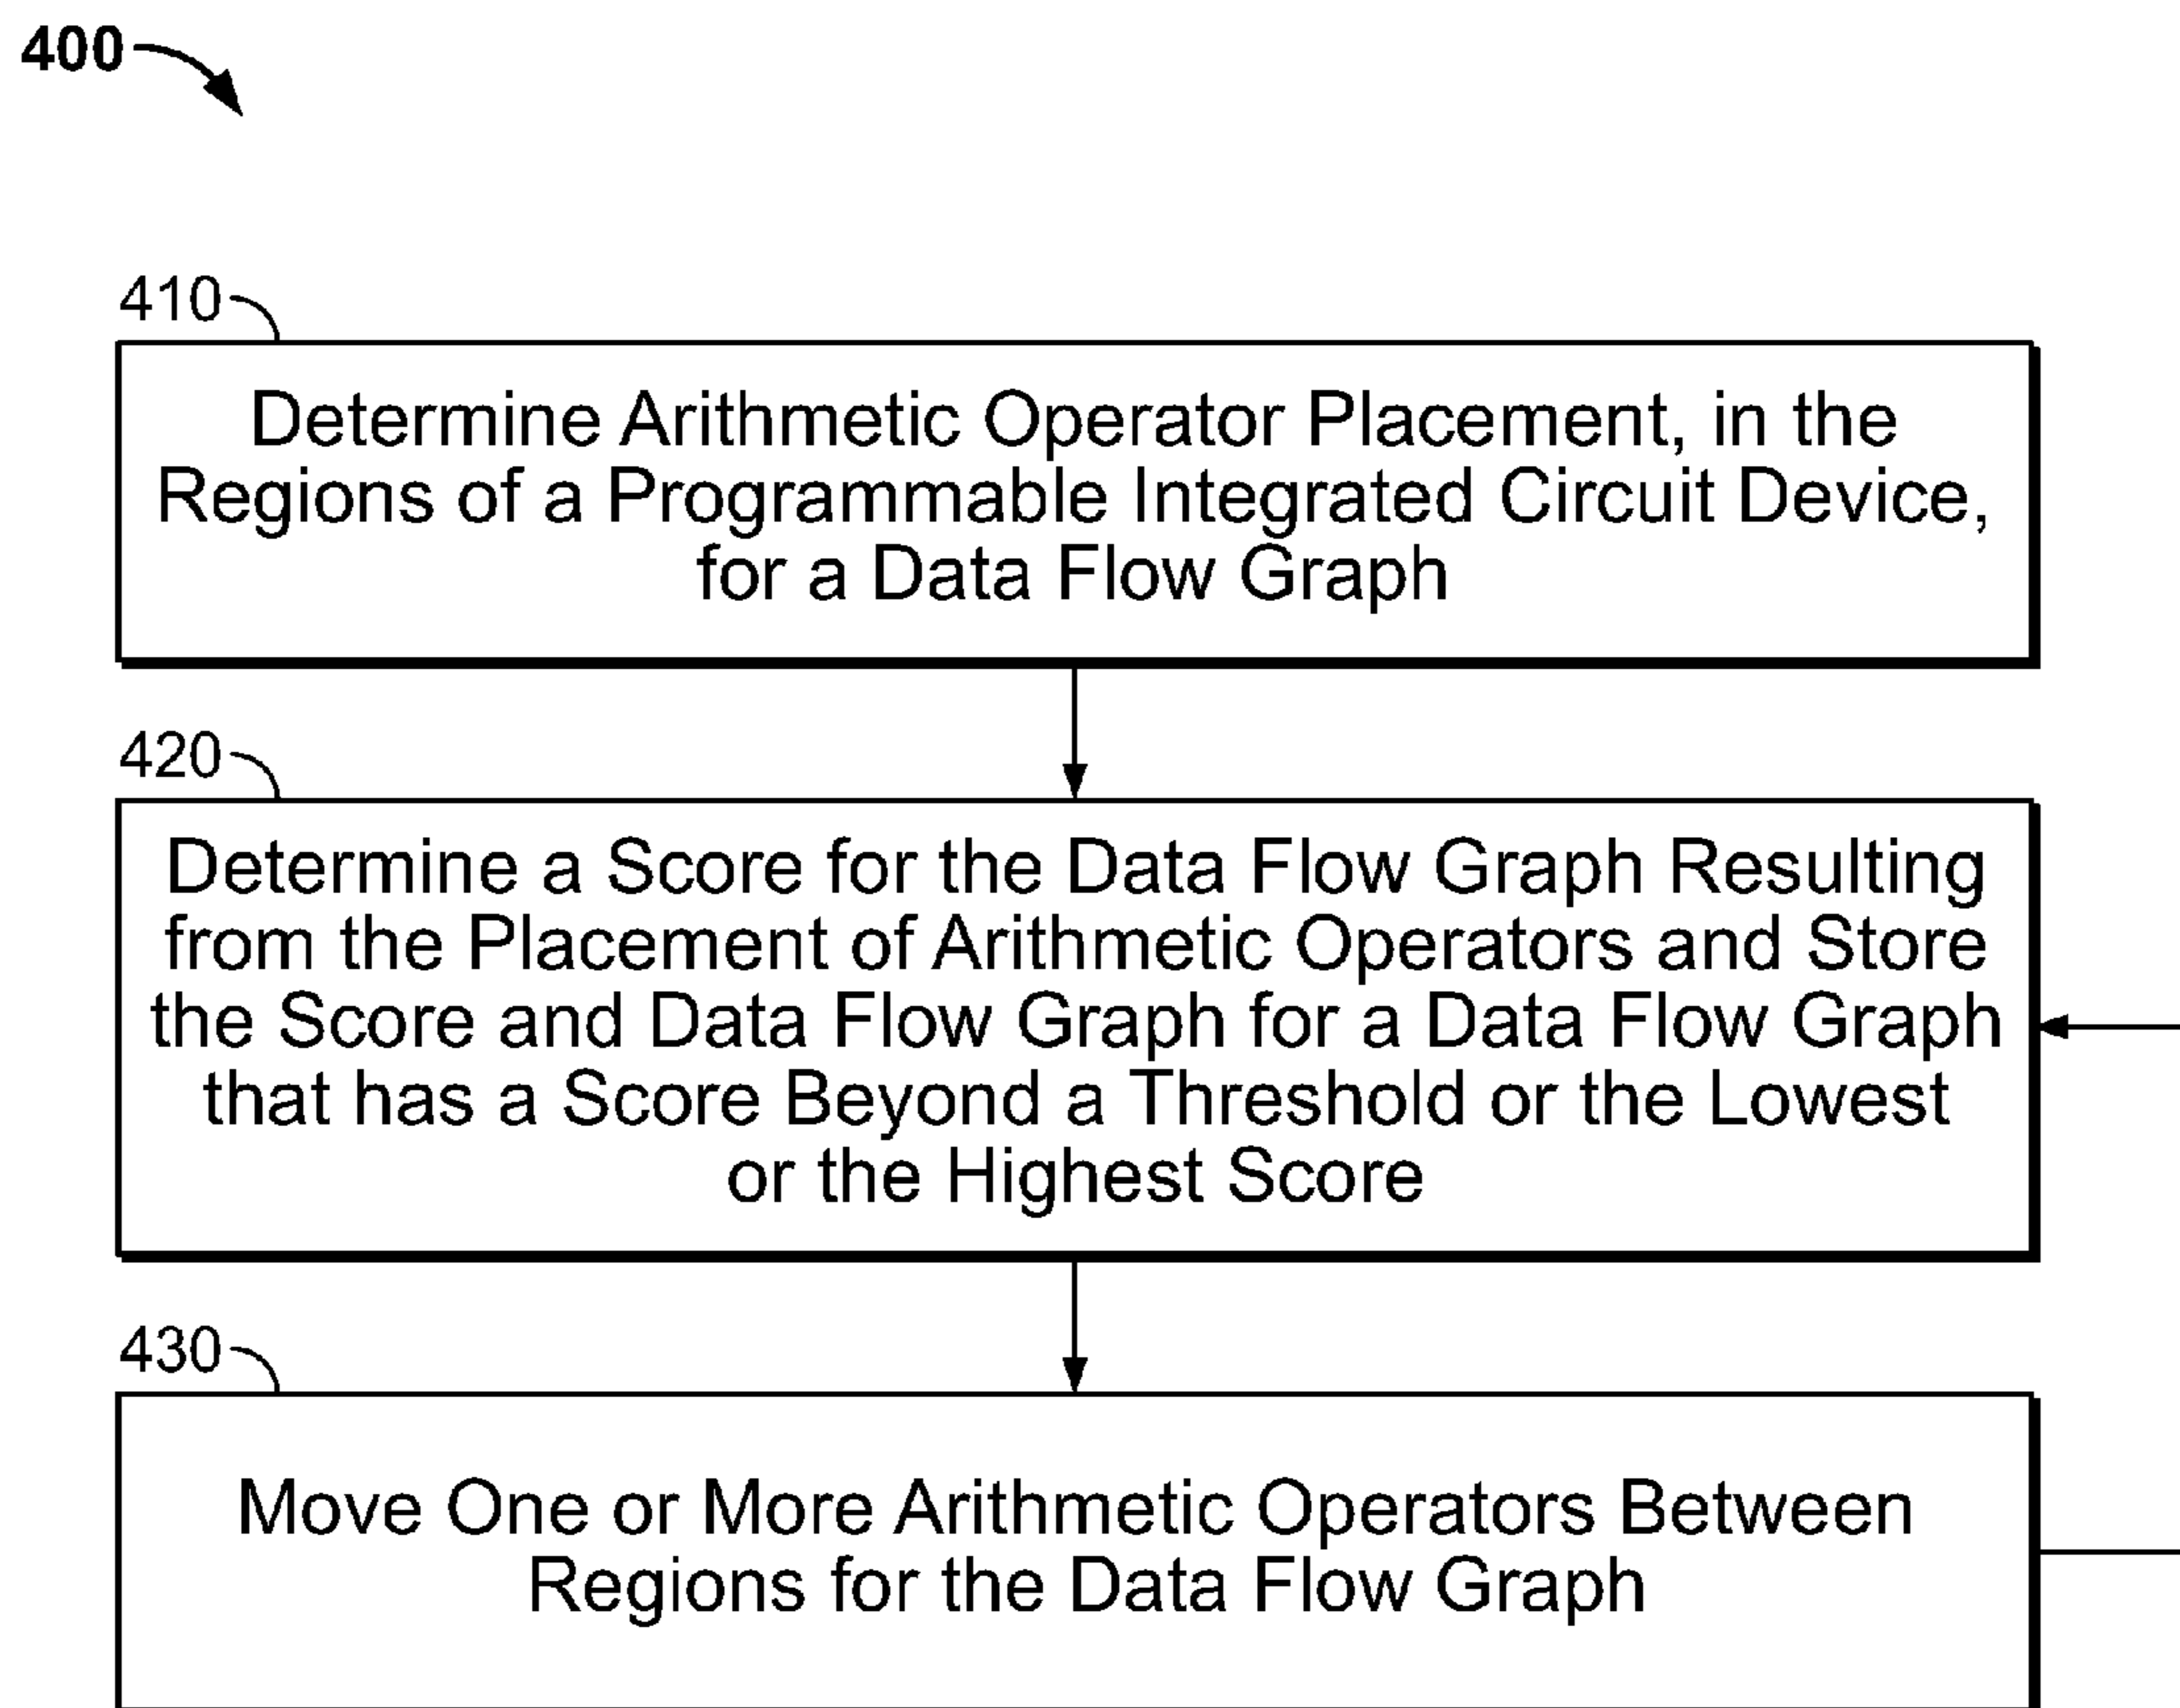 400
410
Determine Arithmetic Operator Placement, in the
Regions of a Programmable Integrated Circuit Device,
for a Data Flow Graph
420
Determine a Score for the Data Flow Graph Resulting
from the Placement of Arithmetic Operators and Store
the Score and Data Flow Graph for a Data Flow Graph
that has a Score Beyond a Threshold or the Lowest
or the Highest Score
430
Move One or More Arithmetic Operators Between
Regions for the Data Flow Graph